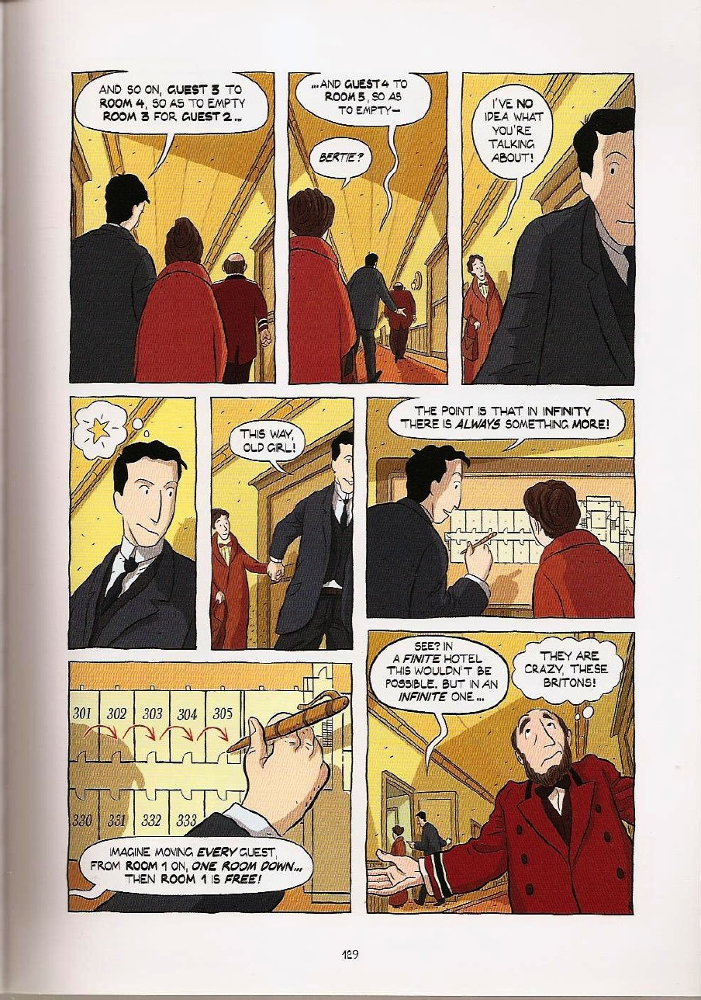 AND SO ON, GUEST 3 TO
ROOM 4, SO AS TO EMPTY
ROOM 3 FOR GUEST 2...
...AND GUEST 4 TO
ROOM 5, SO AS
TO EMPTY—
BERTIE?
I'VE NO
IDEA WHAT
YOU'RE
TALKING
ABOUT!
THIS WAY,
OLD GIRL!
THE POINT IS THAT IN INFINITY
THERE IS ALWAYS SOMETHING MORE!
301 302 303 304 305
330 331 332 333
IMAGINE MOVING EVERY GUEST,
FROM ROOM 1 ON, ONE ROOM DOWN...
THEN ROOM 1 IS FREE!
SEE? IN
A FINITE HOTEL
THIS WOULDN'T BE
POSSIBLE. BUT IN AN
INFINITE ONE...
THEY ARE
CRAZY, THESE
BRITONS!
129